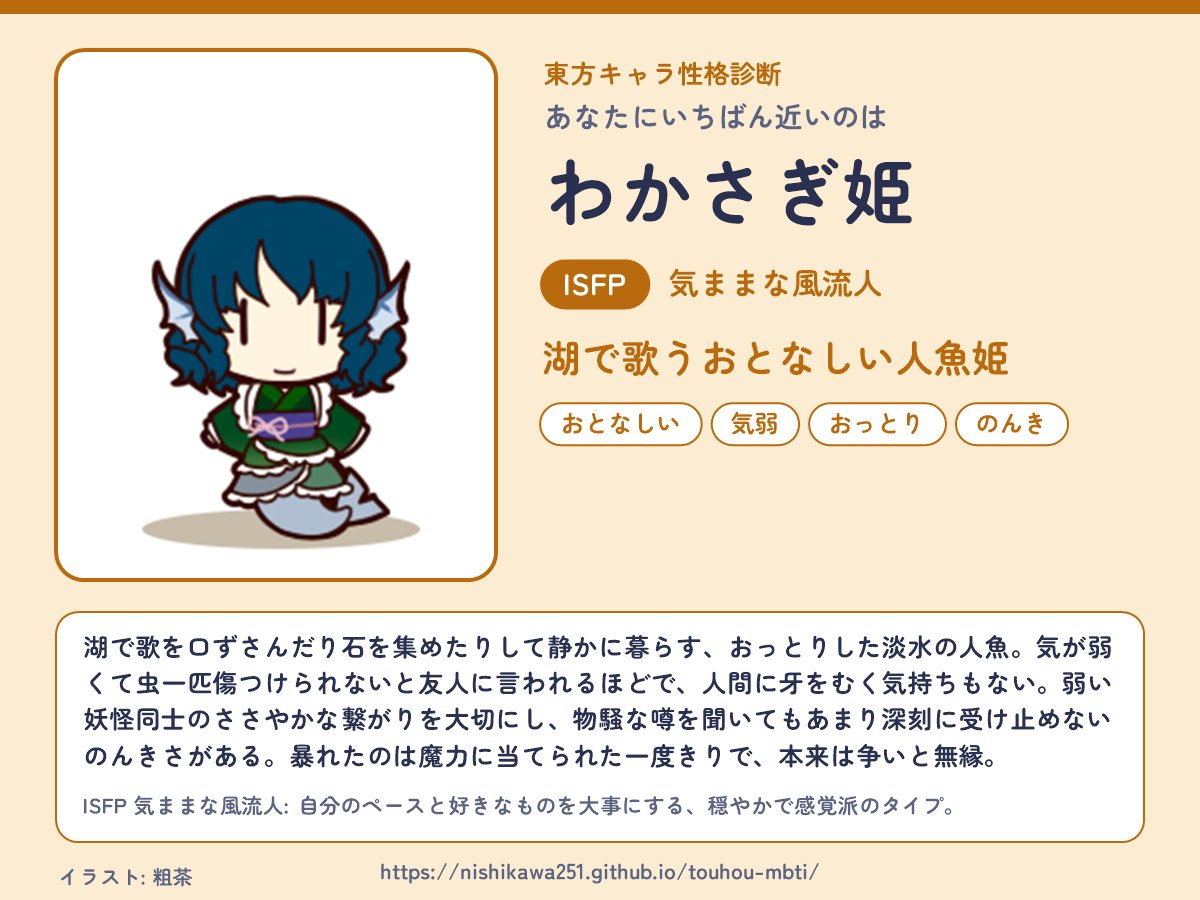 東方キャラ性格診断
あなたにいちばん近いのは
わかさぎ姫
ISFP 気ままな風流人
湖で歌うおとなしい人魚姫
おとなしい 気弱 おっとり のんき
湖で歌を口ずさんだり石を集めたりして静かに暮らす、おっとりした淡水の人魚。気が弱
くて虫一匹傷つけられないと友人に言われるほどで、人間に牙をむく気持ちもない。弱い
妖怪同士のささやかな繋がりを大切にし、物騒な噂を聞いてもあまり深刻に受け止めない
のんきさがある。暴れたのは魔力に当てられた一度きりで、本来は争いと無縁。
ISFP 気ままな風流人: 自分のペースと好きなものを大事にする、穏やかで感覚派のタイプ。
イラスト: 粗茶
https://nishikawa251.github.io/touhou-mbti/